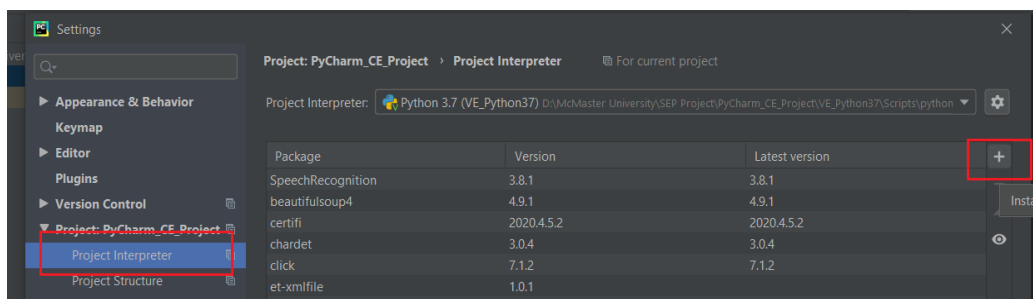 PC Settings
ver
Project: PyCharm_CE_Project › Project Interpreter For current project
Appearance & Behavior
Project Interpreter: Python 3.7 (VE_Python37) D:\McMaster University\SEP Project\PyCharm_CE_Project\VE_Python37\Scripts\python
Keymap
Editor
Package Version Latest version
Plugins
SpeechRecognition 3.8.1 3.8.1
Version Control
beautifulsoup4 4.9.1 4.9.1
Insta
certifi 2020.4.5.2 2020.4.5.2
Project: PyCharm_CE_Project
chardet 3.0.4 3.0.4
Project Interpreter
click 7.1.2 7.1.2
Project Structure
et-xmlfile 1.0.1